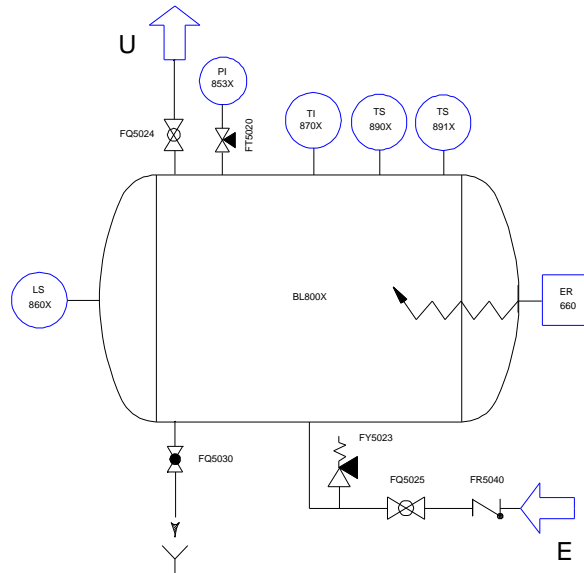 U
PI
853X
FQ5024
FT5020
TI
870X
TS
890X
TS
891X
LS
860X
BL800X
ER
660
FY5023
FQ5030
FQ5025
FR5040
E